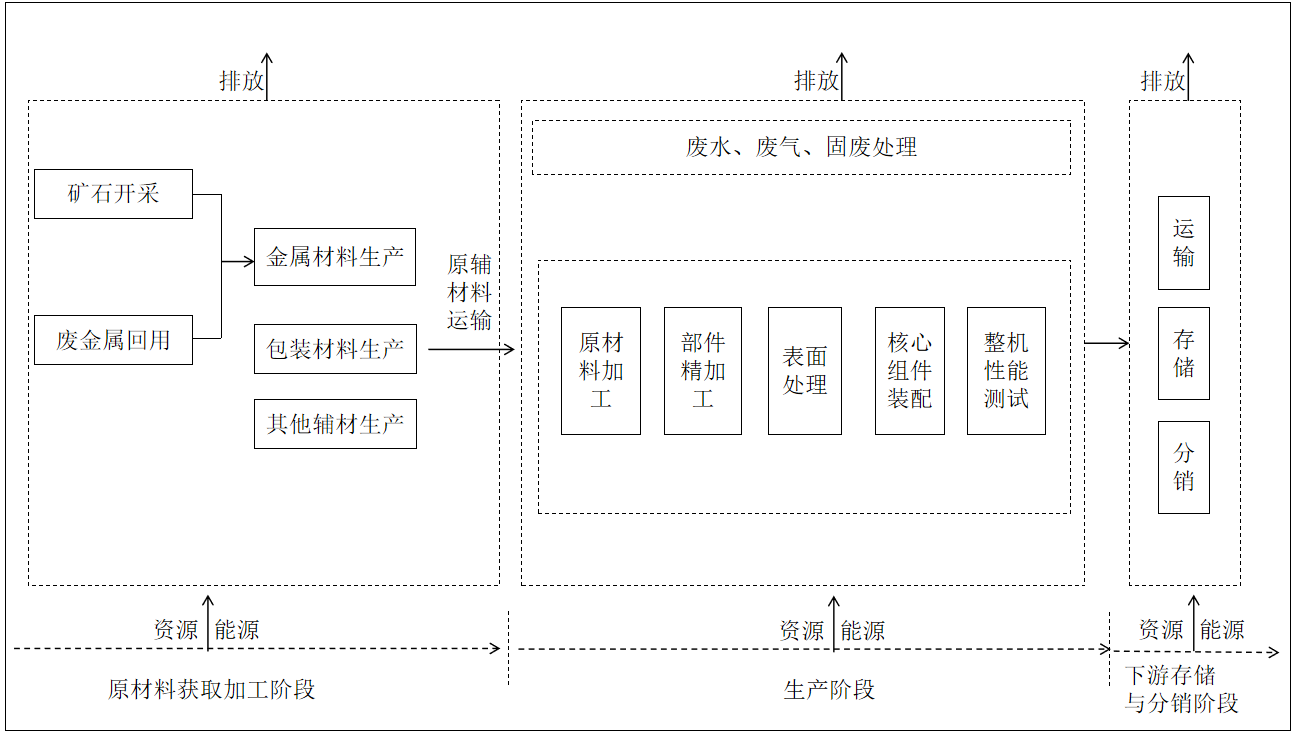 排放
排放
排放
废水、废气、固废处理
矿石开采
废金属回用
金属材料生产
包装材料生产
其他辅材生产
原辅
材料
运输
原材
料加
工
部件
精加
工
表面
处理
核心
组件
装配
整机
性能
测试
运
输
存
储
分
销
资源 能源
资源 能源
资源 能源
原材料获取加工阶段
生产阶段
下游存储
与分销阶段